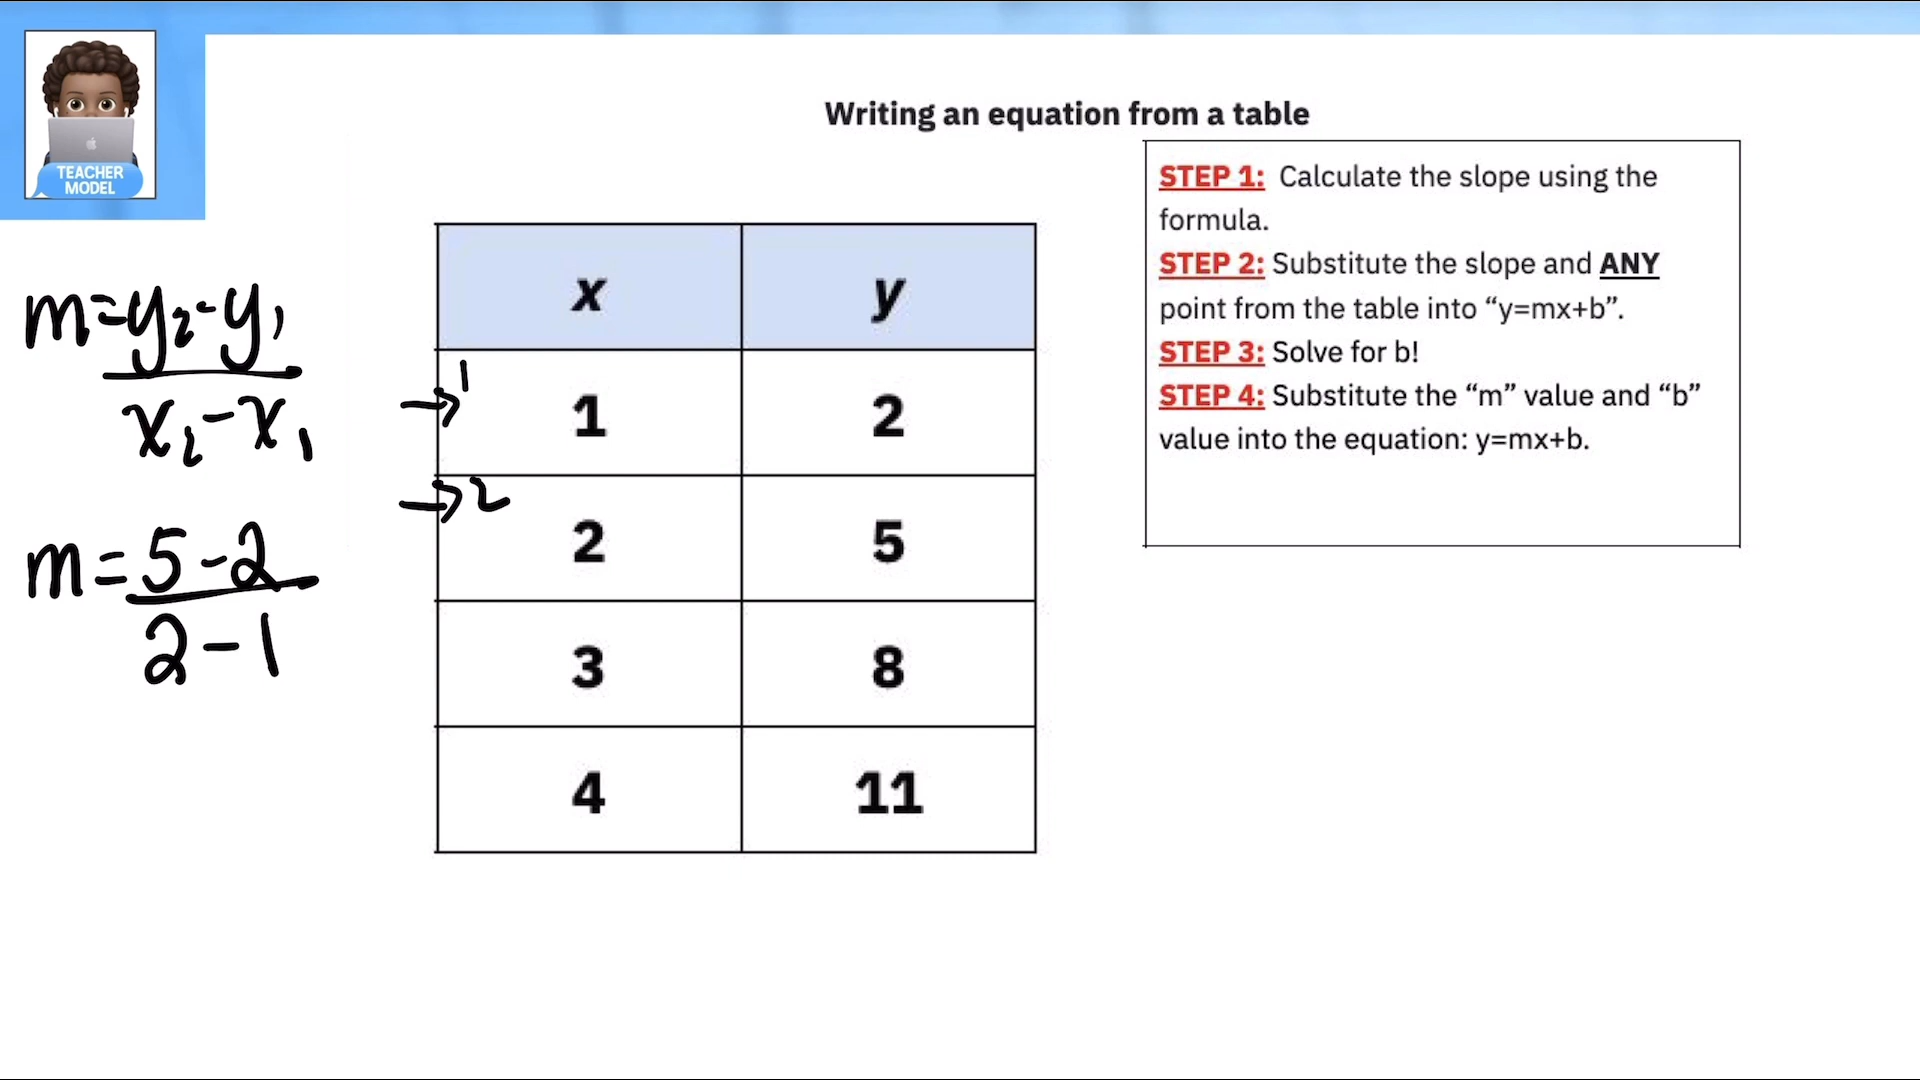 TEACHER
MODEL
Writing an equation from a table
STEP 1: Calculate the slope using the
formula.
STEP 2: Substitute the slope and ANY
point from the table into “y=mx+b”.
STEP 3: Solve for b!
STEP 4: Substitute the “m” value and “b”
value into the equation: y=mx+b.
m=y₂-y₁
x₂-x₁
m=5-2
2-1
x y
→1 1 2
→2 2 5
3 8
4 11